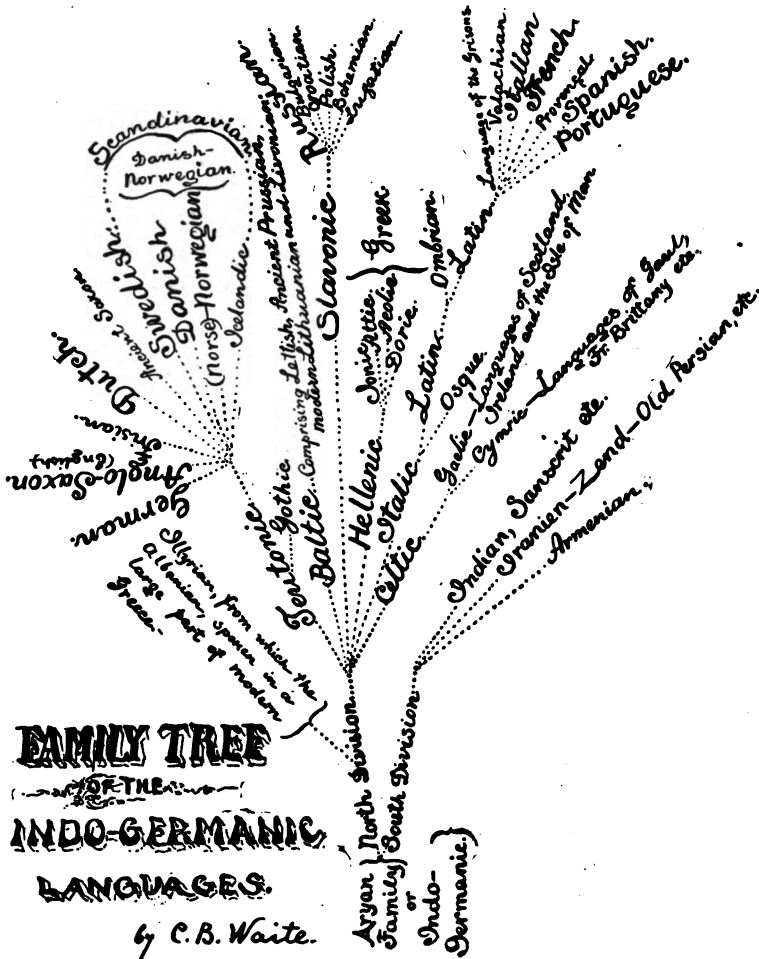 Scandinavian
Danish-
Norwegian.
Swedish.
Ancient Saxon.
Swedish
Danish
(norse) Norwegian
Icelandic
Dutch.
Frisian.
Anglo-Saxon.
(English)
German.
Teutonic
Gothic
Baltic
Comprising Lettish, Ancient Prussian,
modern Lithuanian and Livonian
Slavonic
Russian.
Bulgarian.
Croatian.
Polish.
Bohemian.
Luzatian.
Hellenic
Ionic
Attic
Aeolic
Doric.
Greek.
Italic
Latin
Ombrian.
Latin
Osque.
Language of the Grisons
Valachian
Italian
French.
Provençal
Spanish.
Portuguese.
Celtic
Gaelic-Languages of Scotland,
Ireland and the Isle of Man
Cymric-Languages of Gaul,
Fr. Brittany etc.
Indian, Sanscrit etc.
Iranien-Zend-Old Persian, etc.
Armenian.
Illyrian, from which the
Albanian, spoken in a
large part of modern
Greece.-
North Division
South Division
Aryan
Family
or
Indo-
Germanic.
FAMILY TREE
OF THE
INDO-GERMANIC
LANGUAGES.
by C.B. Waite.